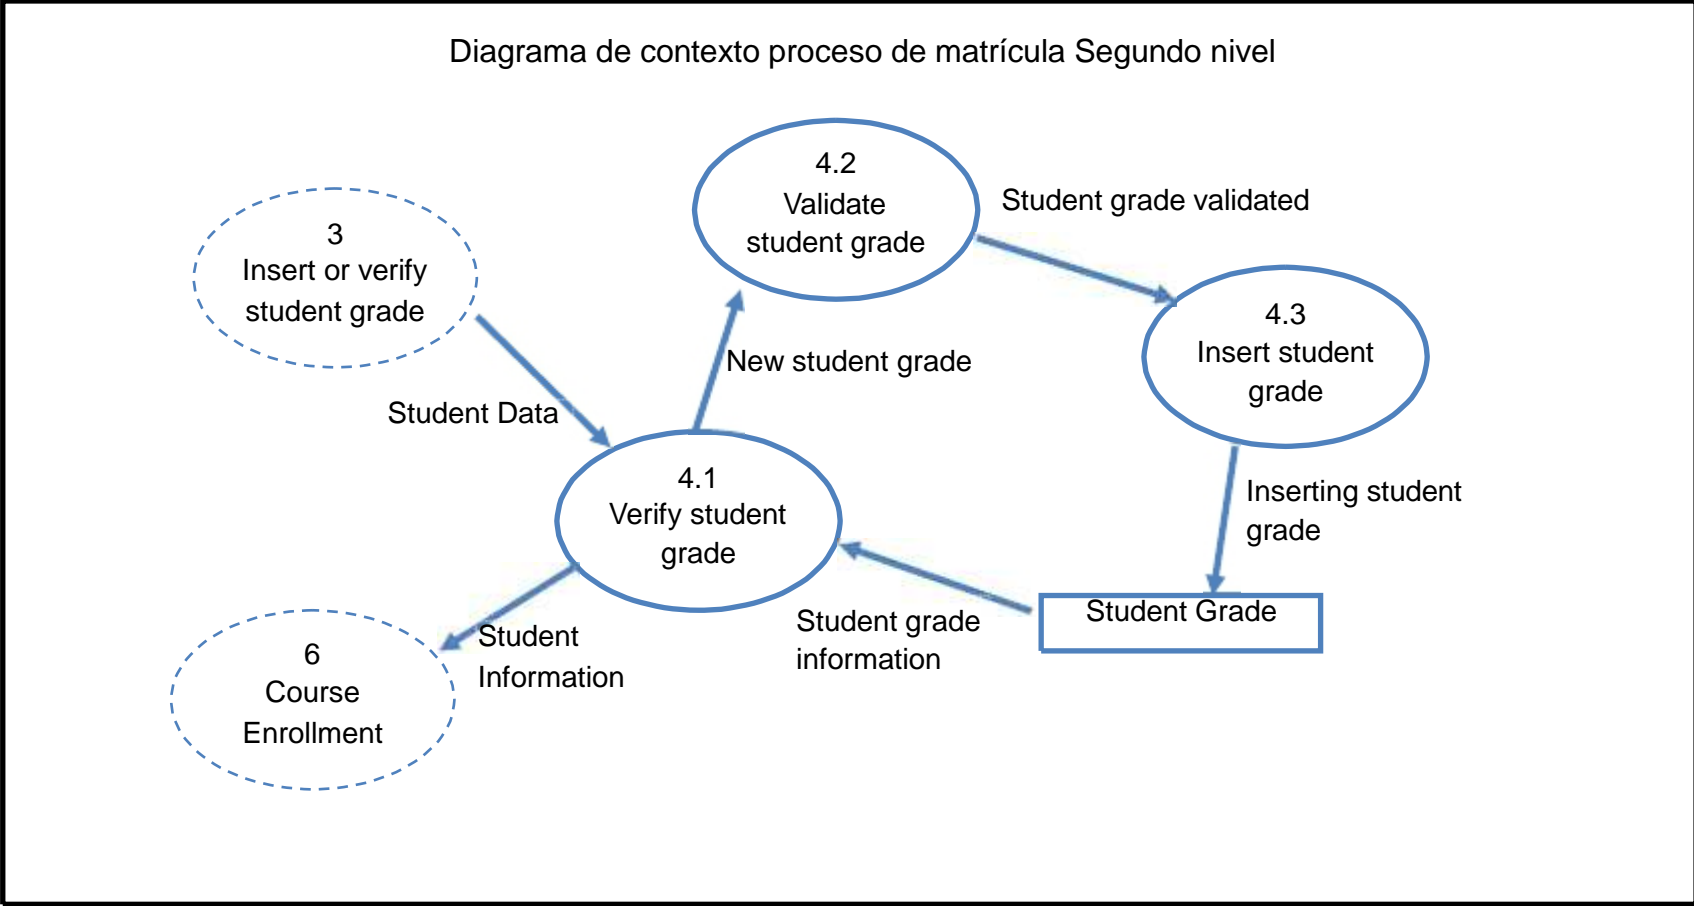 Diagrama de contexto proceso de matrícula Segundo nivel
4.2
Validate
student grade
Student grade validated
3
Insert or verify
student grade
4.3
Insert student
grade
New student grade
Student Data
4.1
Verify student
grade
Inserting student
grade
Student Grade
Student grade
information
Student
Information
6
Course
Enrollment